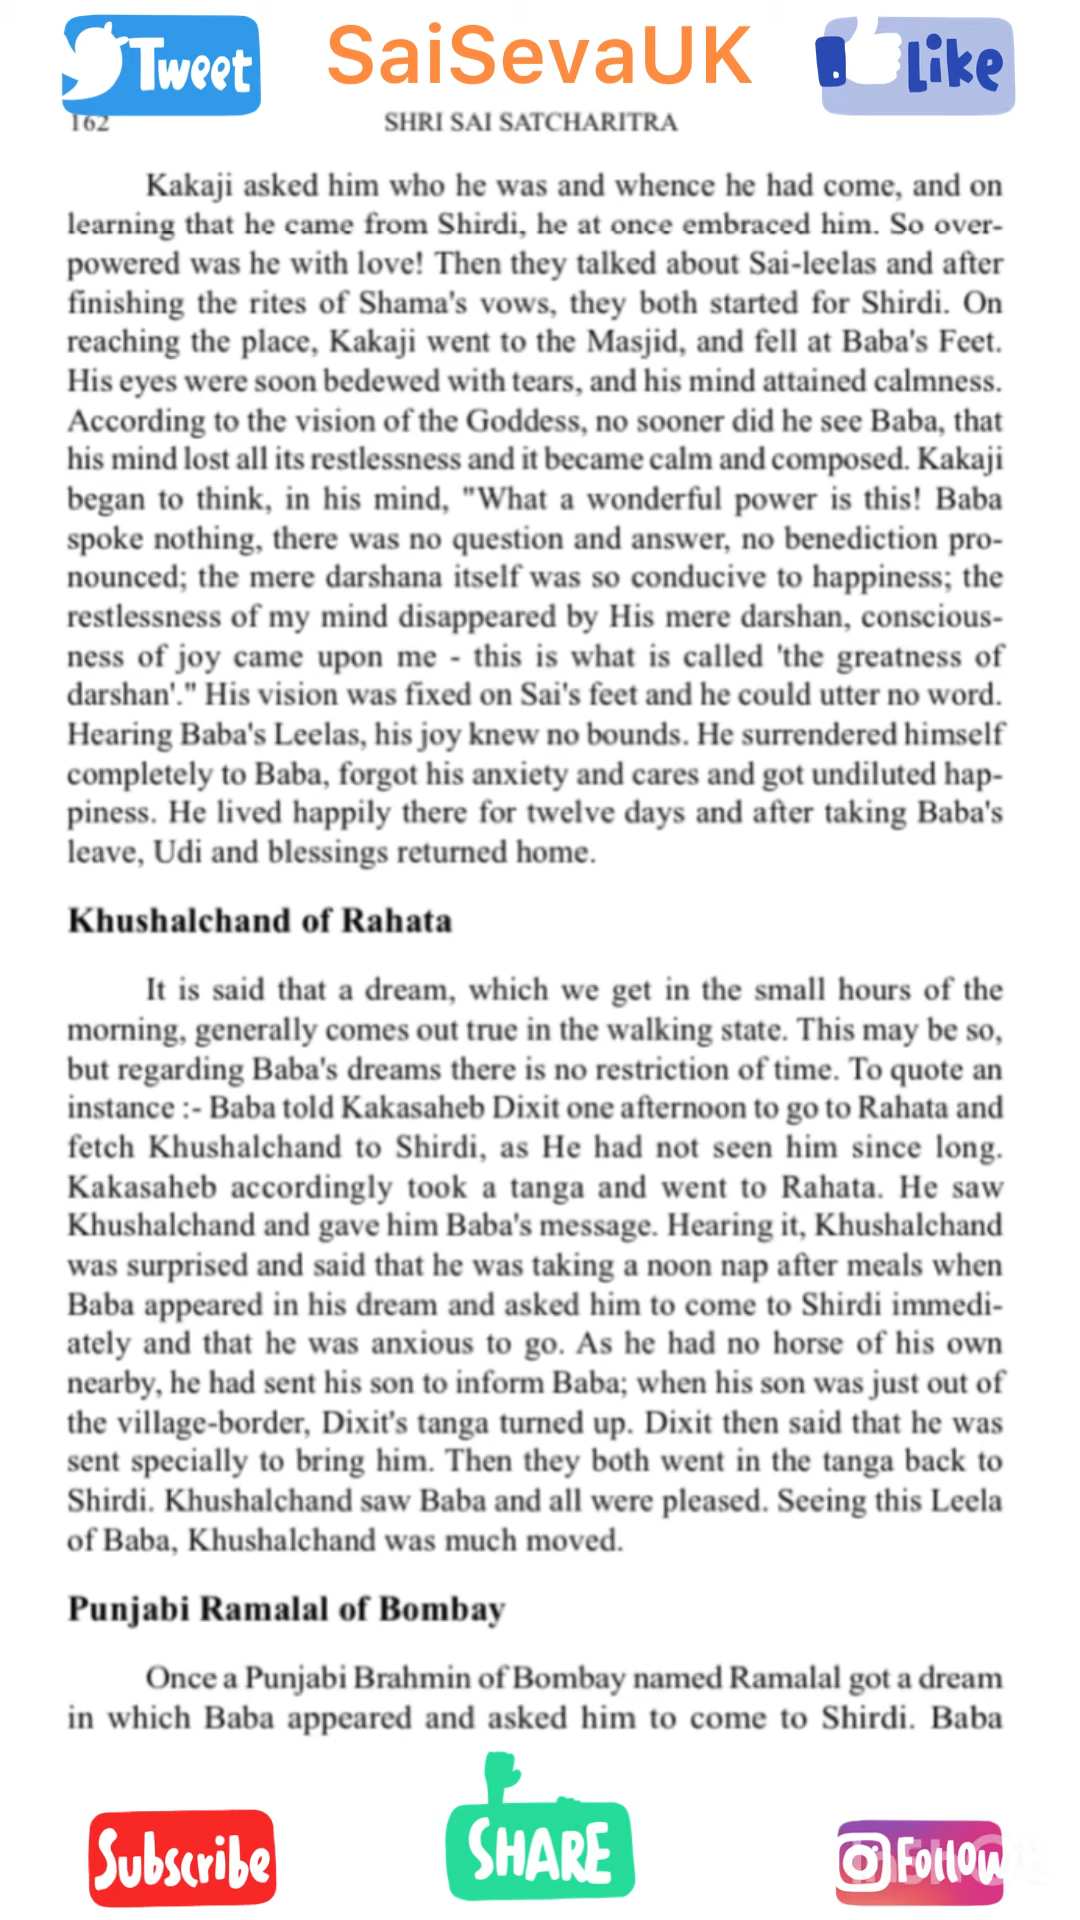 Tweet
SaiSevaUK
Like
162
SHRI SAI SATCHARITRA
Kakaji asked him who he was and whence he had come, and on
learning that he came from Shirdi, he at once embraced him. So over-
powered was he with love! Then they talked about Sai-leelas and after
finishing the rites of Shama's vows, they both started for Shirdi. On
reaching the place, Kakaji went to the Masjid, and fell at Baba's Feet.
His eyes were soon bedewed with tears, and his mind attained calmness.
According to the vision of the Goddess, no sooner did he see Baba, that
his mind lost all its restlessness and it became calm and composed. Kakaji
began to think, in his mind, "What a wonderful power is this! Baba
spoke nothing, there was no question and answer, no benediction pro-
nounced; the mere darshana itself was so conducive to happiness; the
restlessness of my mind disappeared by His mere darshan, conscious-
ness of joy came upon me - this is what is called 'the greatness of
darshan'." His vision was fixed on Sai's feet and he could utter no word.
Hearing Baba's Leelas, his joy knew no bounds. He surrendered himself
completely to Baba, forgot his anxiety and cares and got undiluted hap-
piness. He lived happily there for twelve days and after taking Baba's
leave, Udi and blessings returned home.
Khushalchand of Rahata
It is said that a dream, which we get in the small hours of the
morning, generally comes out true in the walking state. This may be so,
but regarding Baba's dreams there is no restriction of time. To quote an
instance :- Baba told Kakasaheb Dixit one afternoon to go to Rahata and
fetch Khushalchand to Shirdi, as He had not seen him since long.
Kakasaheb accordingly took a tanga and went to Rahata. He saw
Khushalchand and gave him Baba's message. Hearing it, Khushalchand
was surprised and said that he was taking a noon nap after meals when
Baba appeared in his dream and asked him to come to Shirdi immedi-
ately and that he was anxious to go. As he had no horse of his own
nearby, he had sent his son to inform Baba; when his son was just out of
the village-border, Dixit's tanga turned up. Dixit then said that he was
sent specially to bring him. Then they both went in the tanga back to
Shirdi. Khushalchand saw Baba and all were pleased. Seeing this Leela
of Baba, Khushalchand was much moved.
Punjabi Ramalal of Bombay
Once a Punjabi Brahmin of Bombay named Ramalal got a dream
in which Baba appeared and asked him to come to Shirdi. Baba
Subscribe
SHARE
Follow